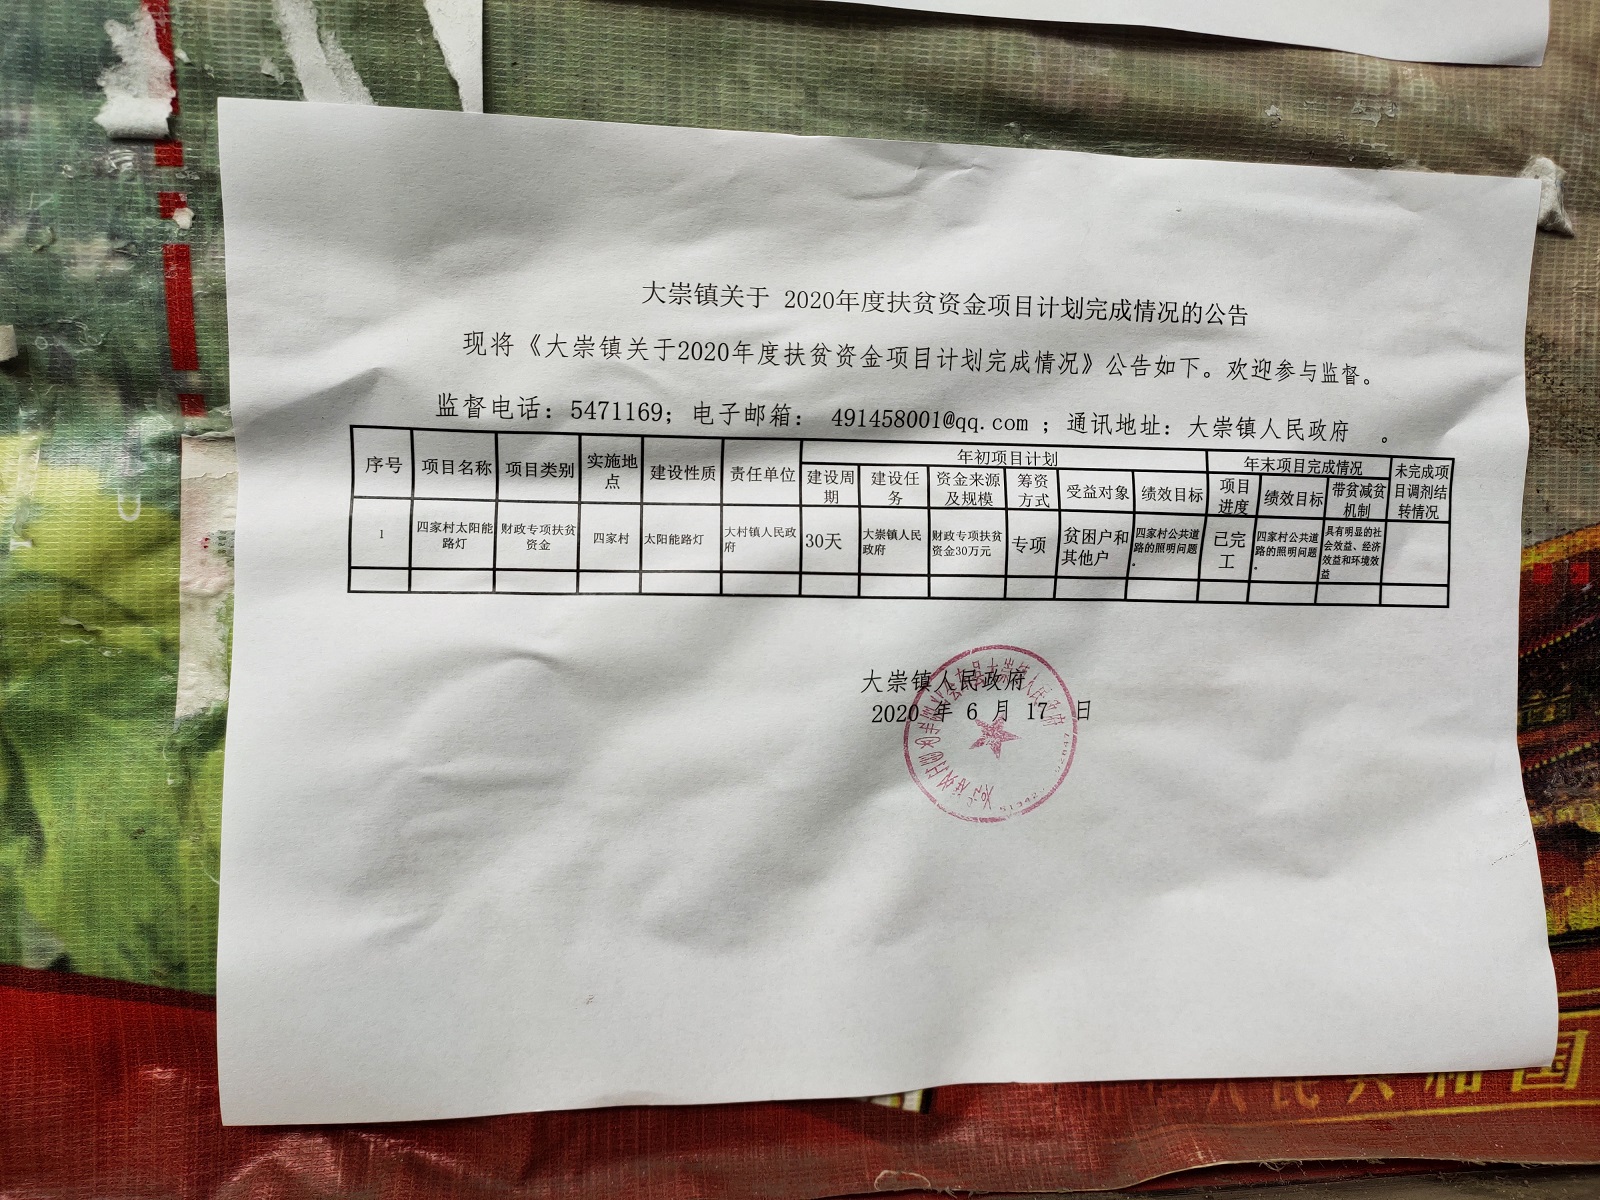 大崇镇关于 2020年度扶贫资金项目计划完成情况的公告
现将《大崇镇关于2020年度扶贫资金项目计划完成情况》公告如下。欢迎参与监督。
监督电话：5471169；电子邮箱： 491458001@qq.com ；通讯地址：大崇镇人民政府 。
序号 项目名称 项目类别 实施地点 建设性质 责任单位 年初项目计划 年末项目完成情况 未完成项目调剂结转情况
建设周期 建设任务 资金来源及规模 筹资方式 受益对象 绩效目标 项目进度 绩效目标 带贫减贫机制
1 四家村太阳能路灯 财政专项扶贫资金 四家村 太阳能路灯 大村镇人民政府 30天 大崇镇人民政府 财政专项扶贫资金30万元 专项 贫困户和其他户 四家村公共道路的照明问题。 已完工 四家村公共道路的照明问题。 具有明显的社会效益、经济效益和环境效益
大崇镇人民政府
2020 年 6 月 17 日
人民共和国